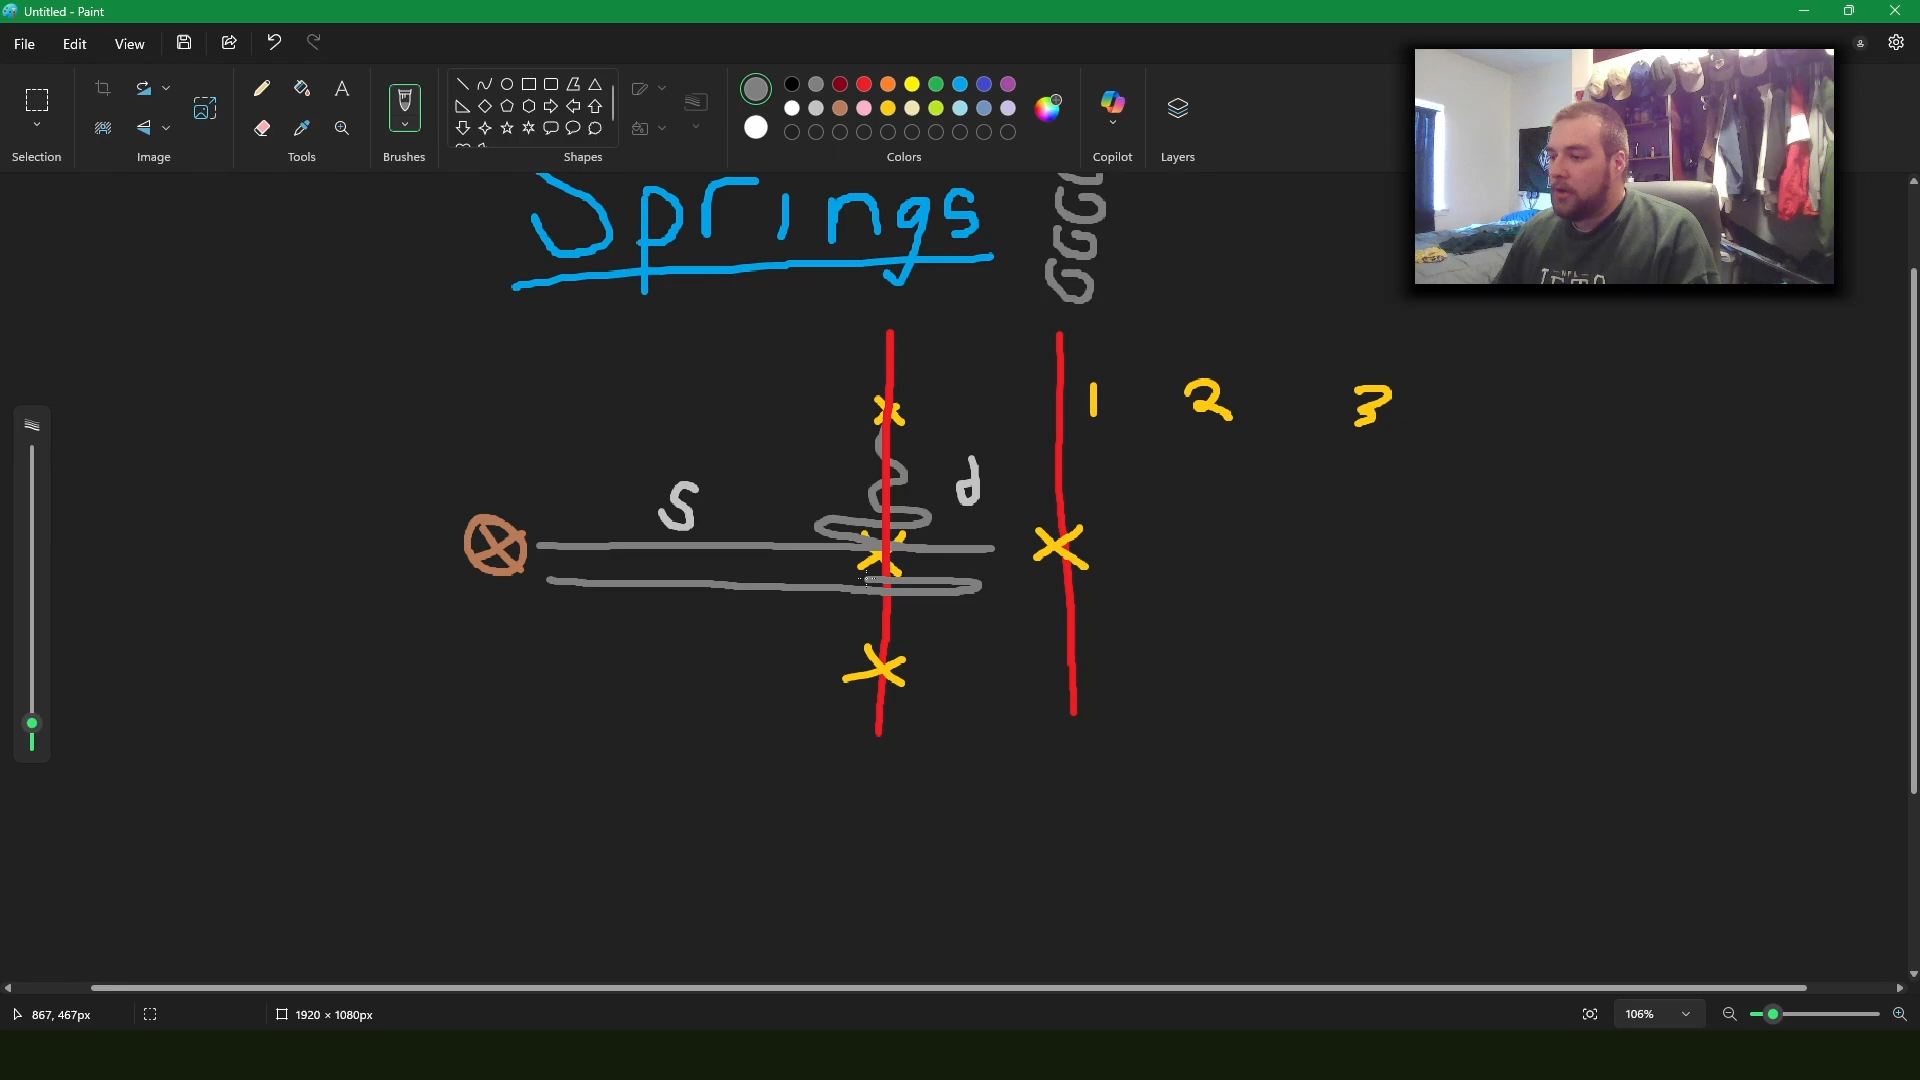 Untitled - Paint
File Edit View
Selection Image Tools Brushes Shapes Colors Copilot Layers
NFL
Springs
1 2 3
S d
867, 467px
1920 × 1080px
106%